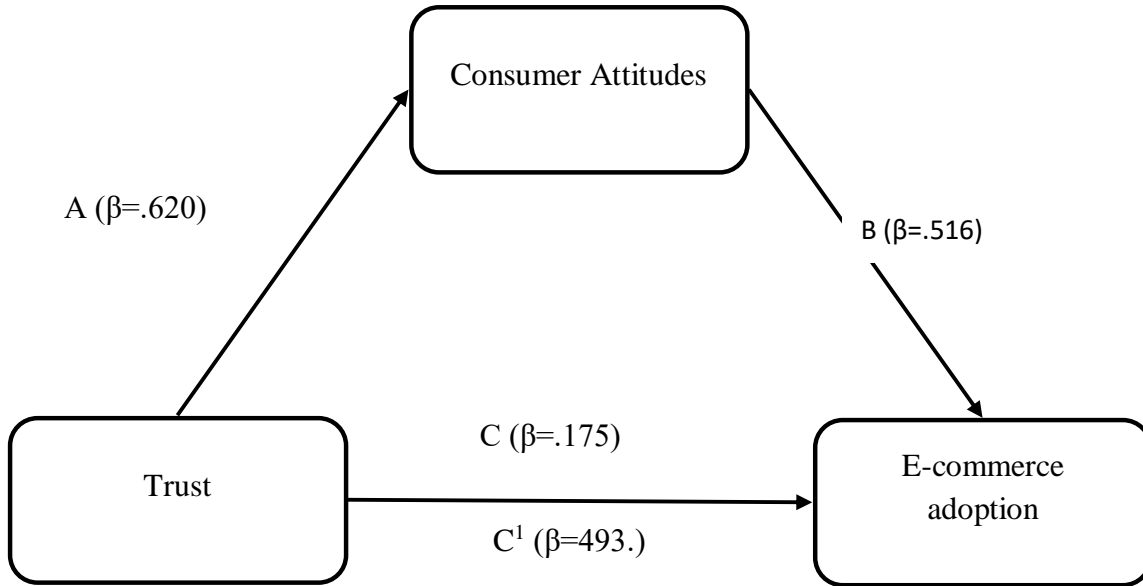 Consumer Attitudes
A (β=.620)
B (β=.516)
C (β=.175)
Trust
E-commerce
adoption
C¹ (β=493.)